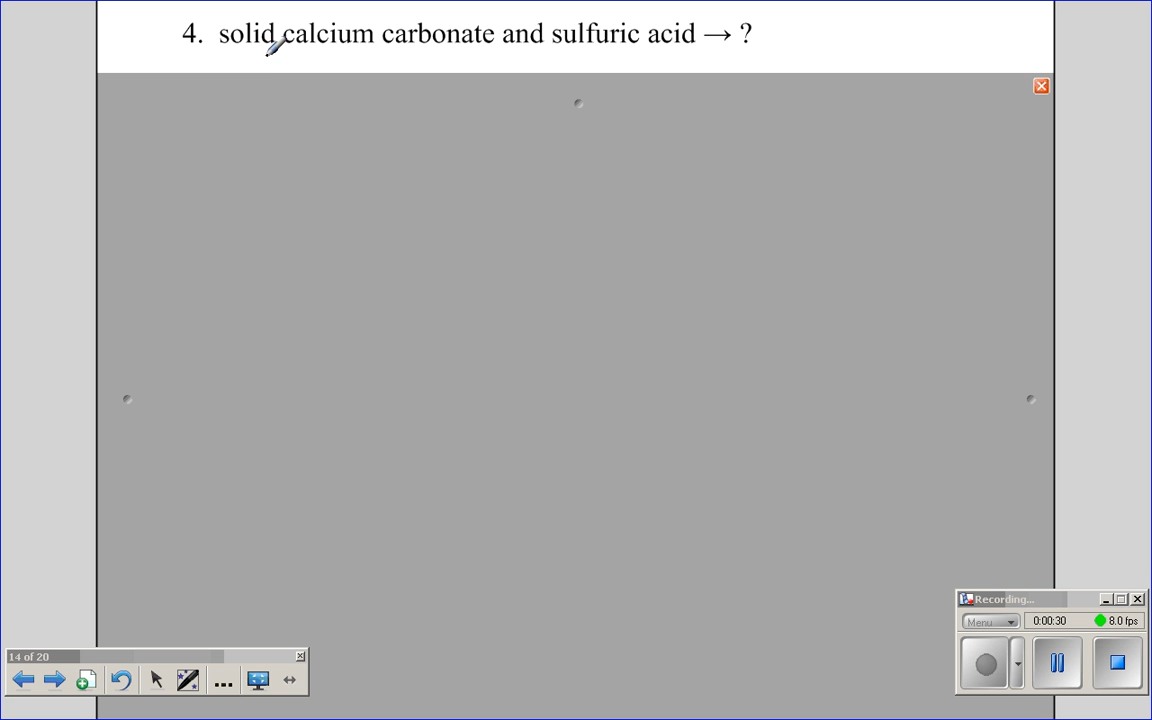 4. solid calcium carbonate and sulfuric acid → ?
Recording...
Menu
0:00:30
8.0 fps
14 of 20
...